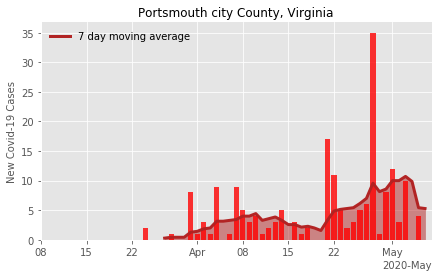 Portsmouth city County, Virginia
7 day moving average
New Covid-19 Cases
35
30
25
20
15
10
5
0
08 15 22 Apr 08 15 22 May
2020-May